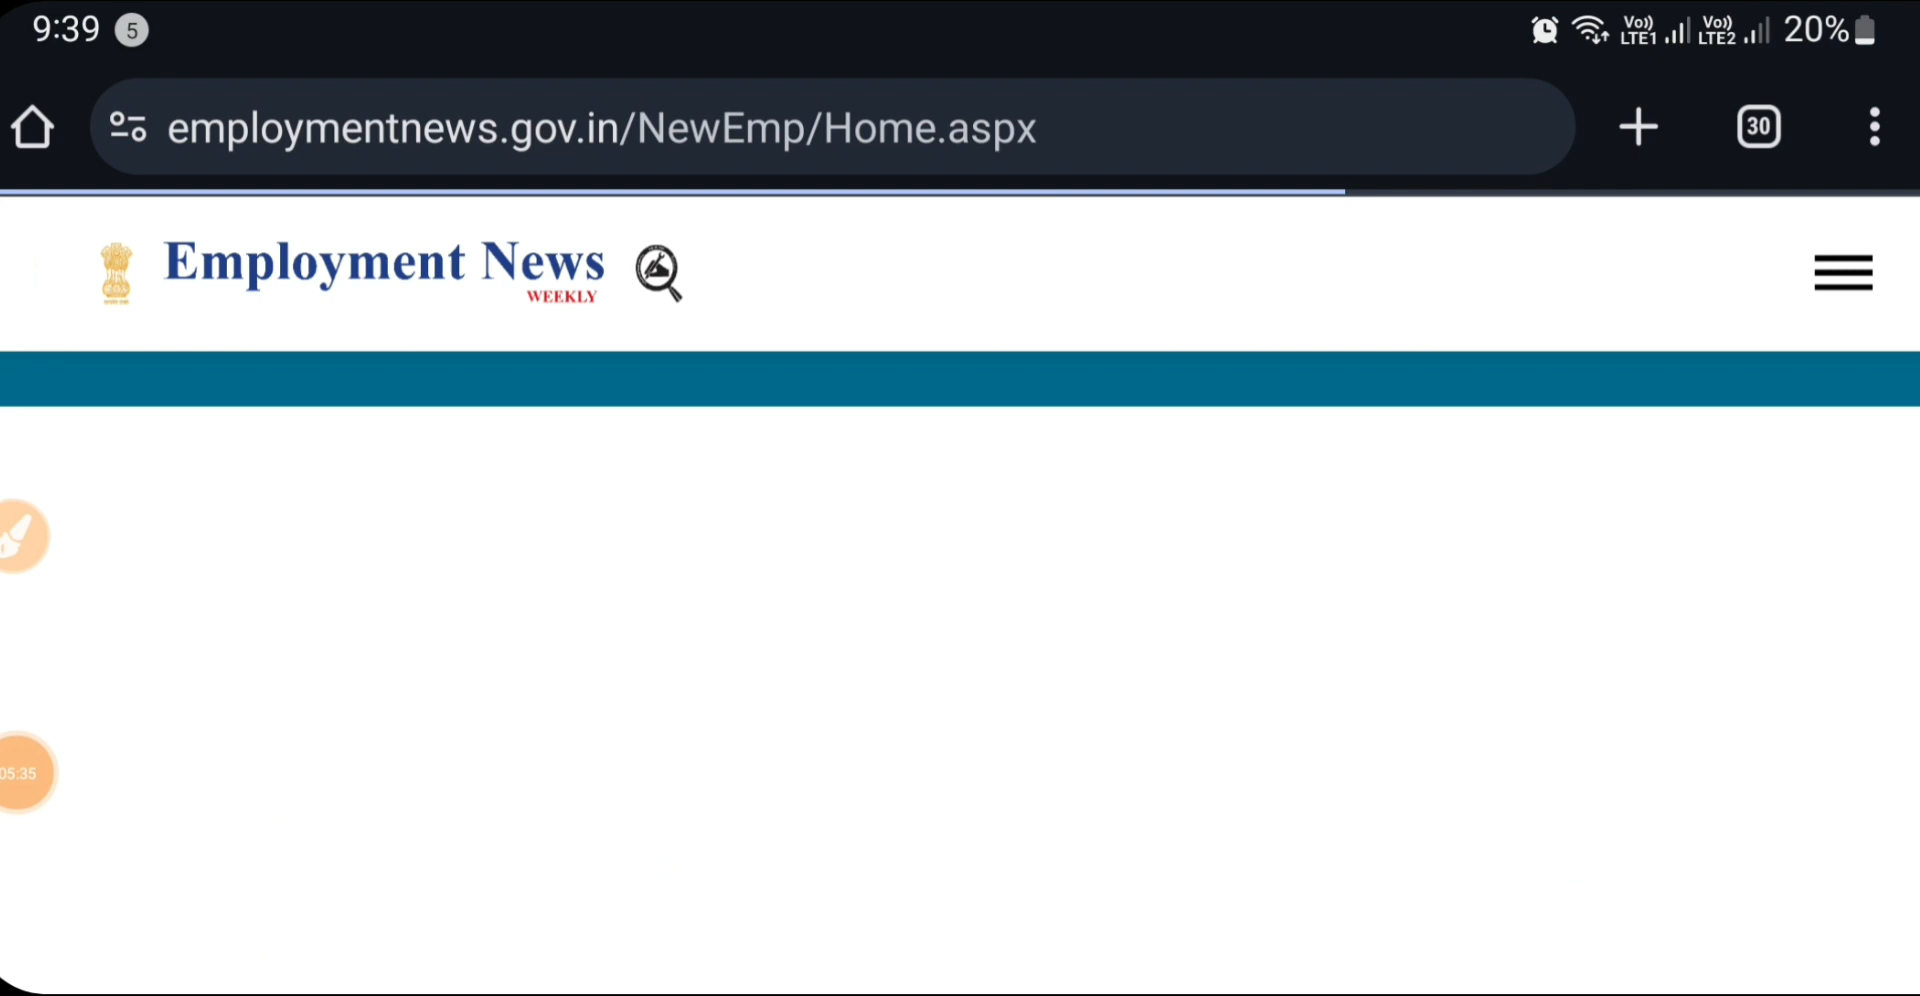 9:39 5
Vo)) LTE1 Vo)) LTE2 20%
employmentnews.gov.in/NewEmp/Home.aspx
30
Employment News
WEEKLY
05:35